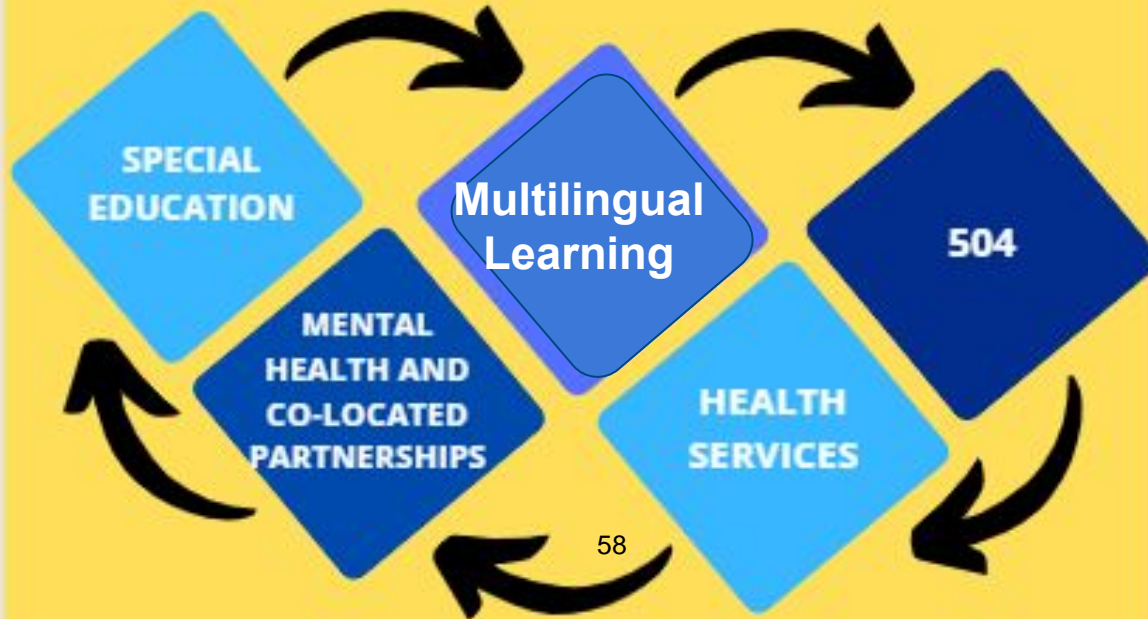 SPECIAL
EDUCATION
Multilingual
Learning
504
MENTAL
HEALTH AND
CO-LOCATED
PARTNERSHIPS
HEALTH
SERVICES
58